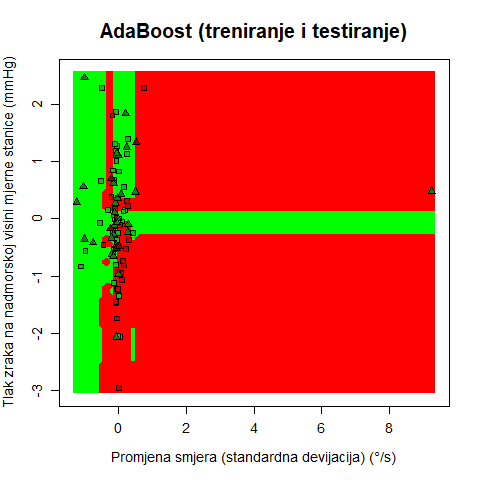 AdaBoost (treniranje i testiranje)
Tlak zraka na nadmorskoj visini mjerne stanice (mmHg)
2
1
0
-1
-2
-3
0 2 4 6 8
Promjena smjera (standardna devijacija) (°/s)